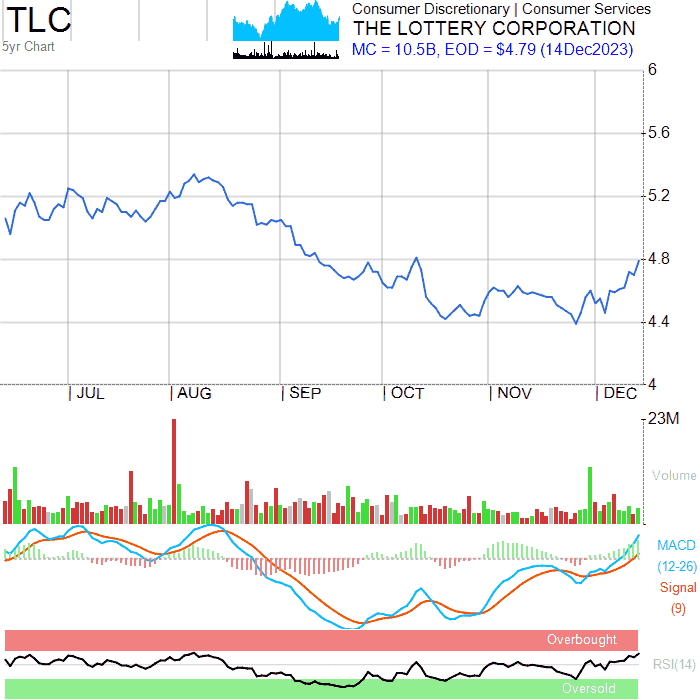 TLC
5yr Chart
Consumer Discretionary | Consumer Services
THE LOTTERY CORPORATION
MC = 10.5B, EOD = $4.79 (14Dec2023)
6
5.6
5.2
4.8
4.4
4
JUL AUG SEP OCT NOV DEC
23M
Volume
MACD
(12-26)
Signal
(9)
Overbought
RSI(14)
Oversold